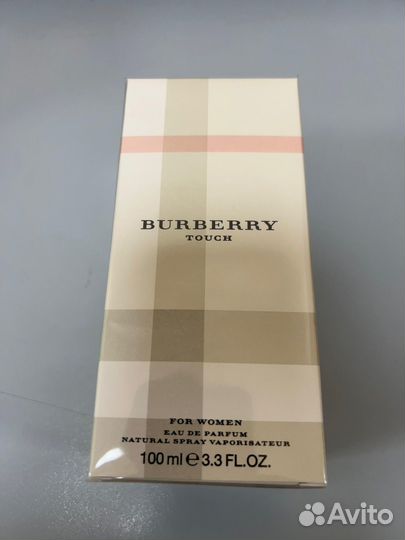 BURBERRY
TOUCH
FOR WOMEN
EAU DE PARFUM
NATURAL SPRAY VAPORISATEUR
100 ml ℮ 3.3 FL.OZ.
Avito